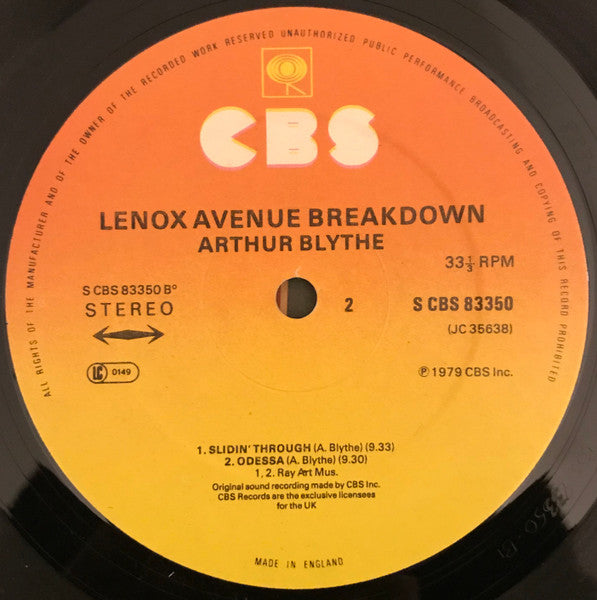 ALL RIGHTS OF THE MANUFACTURER AND OF THE OWNER OF THE RECORDED WORK RESERVED UNAUTHORIZED PUBLIC PERFORMANCE BROADCASTING AND COPYING OF THIS RECORD PROHIBITED
CBS
LENOX AVENUE BREAKDOWN
ARTHUR BLYTHE
33⅓ RPM
S CBS 83350 B°
STEREO
2
S CBS 83350
(JC 35638)
LC 0149
℗ 1979 CBS Inc.
1. SLIDIN' THROUGH (A. Blythe) (9.33)
2. ODESSA (A. Blythe) (9.30)
1, 2. Ray Art Mus.
Original sound recording made by CBS Inc.
CBS Records are the exclusive licensees
for the UK
MADE IN ENGLAND